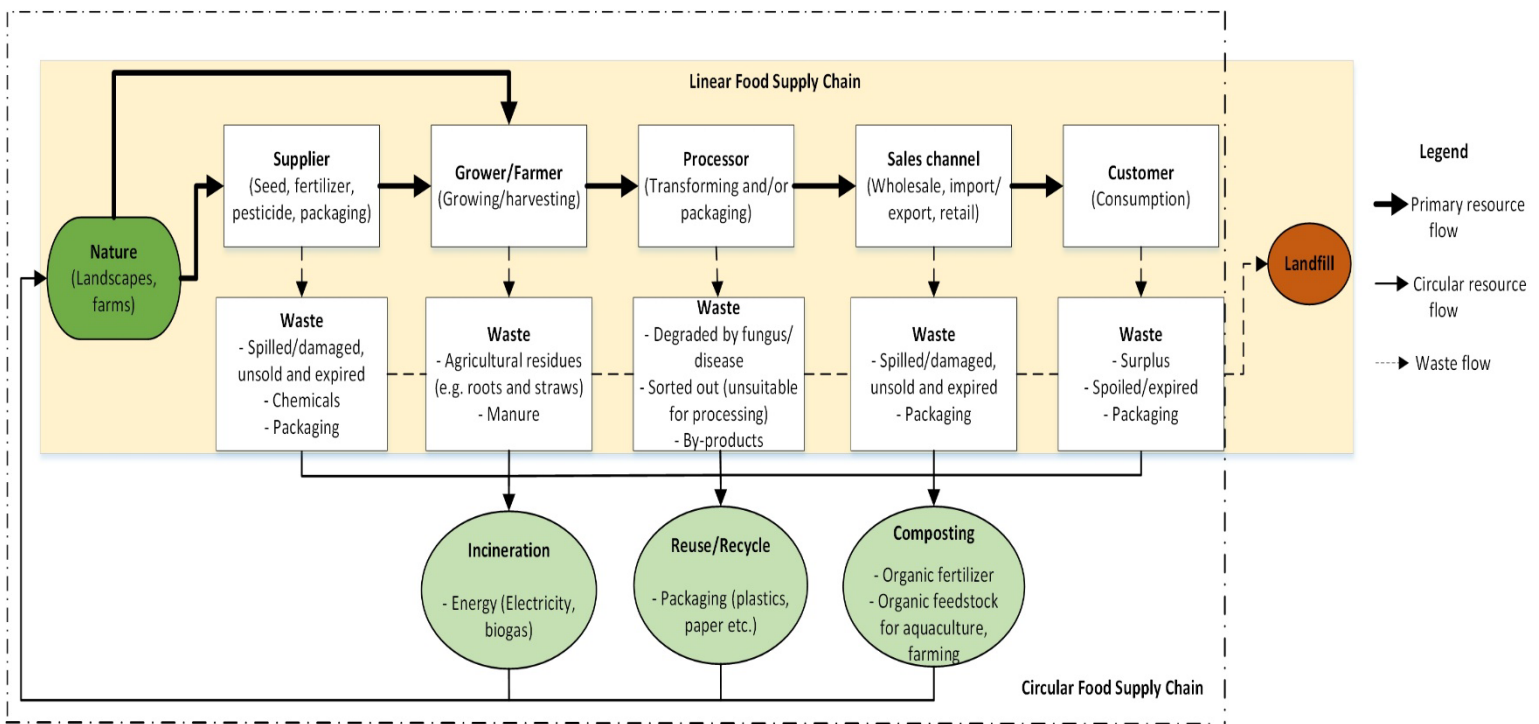 Linear Food Supply Chain
Supplier
(Seed, fertilizer,
pesticide, packaging)
Grower/Farmer
(Growing/harvesting)
Processor
(Transforming and/or
packaging)
Sales channel
(Wholesale, import/
export, retail)
Customer
(Consumption)
Nature
(Landscapes,
farms)
Landfill
Waste
- Spilled/damaged,
unsold and expired
- Chemicals
- Packaging
Waste
- Agricultural residues
(e.g. roots and straws)
- Manure
Waste
- Degraded by fungus/
disease
- Sorted out (unsuitable
for processing)
- By-products
Waste
- Spilled/damaged,
unsold and expired
- Packaging
Waste
- Surplus
- Spoiled/expired
- Packaging
Incineration
- Energy (Electricity,
biogas)
Reuse/Recycle
- Packaging (plastics,
paper etc.)
Composting
- Organic fertilizer
- Organic feedstock
for aquaculture,
farming
Circular Food Supply Chain
Legend
Primary resource
flow
Circular resource
flow
Waste flow